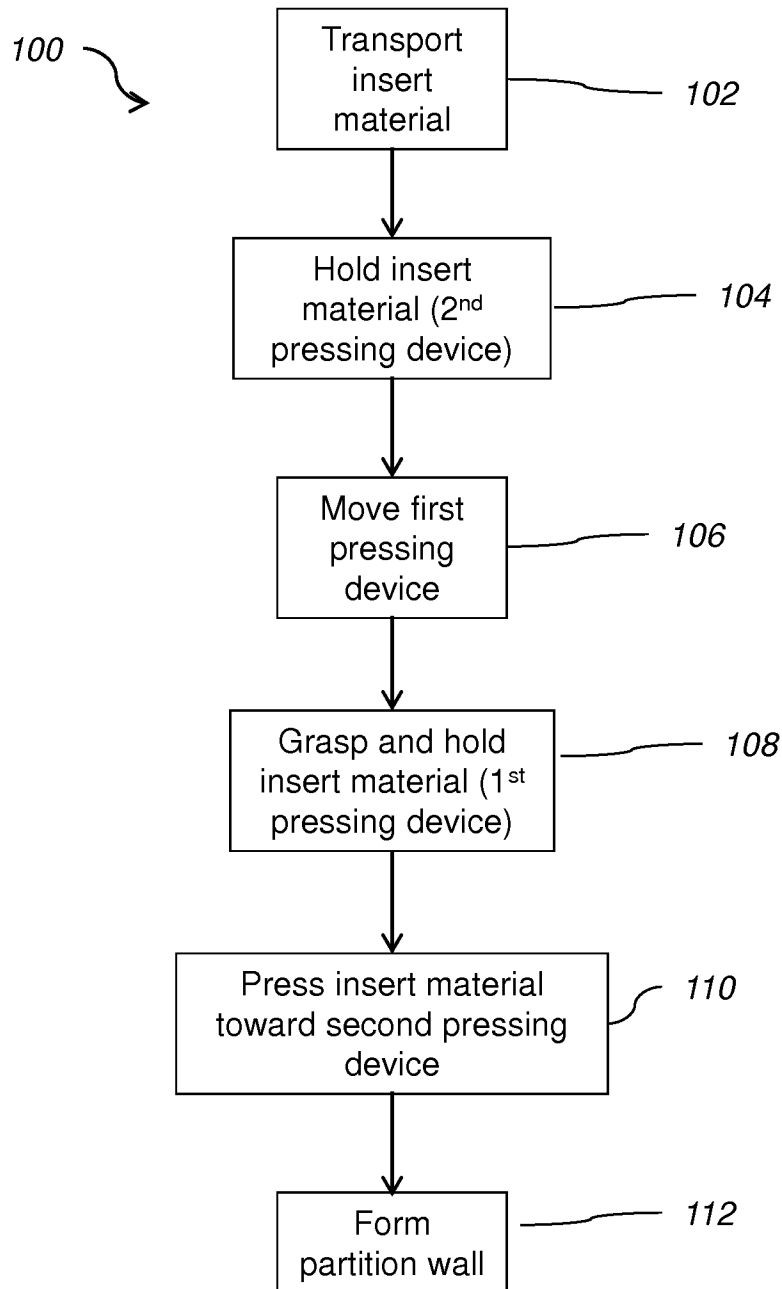 100
Transport
insert
material
102
Hold insert
material (2nd
pressing device)
104
Move first
pressing
device
106
Grasp and hold
insert material (1st
pressing device)
108
Press insert material
toward second pressing
device
110
Form
partition wall
112